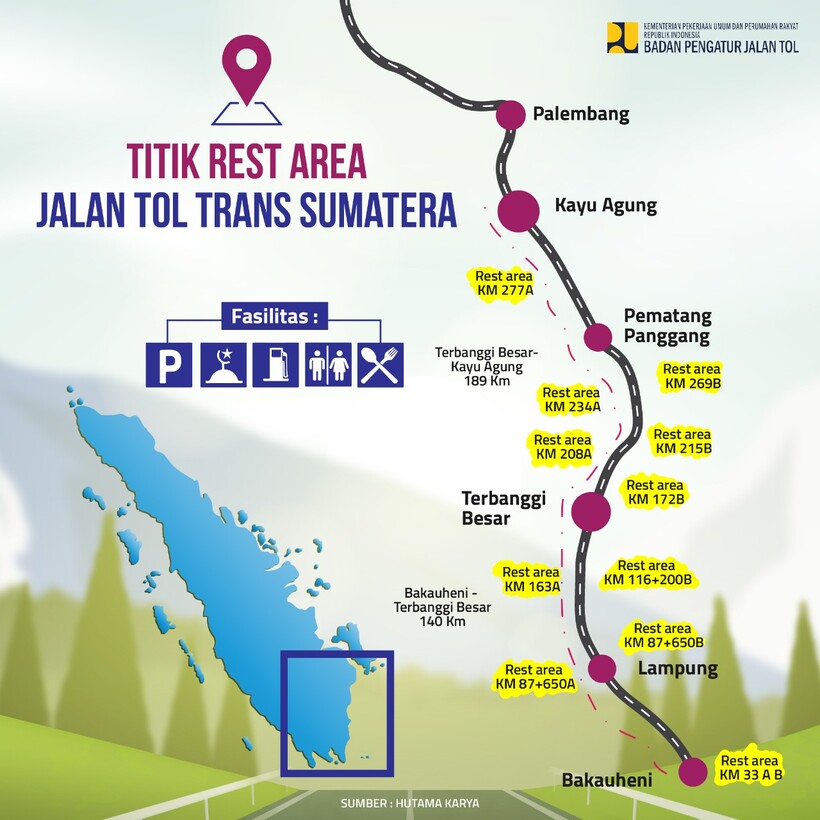 KEMENTERIAN PEKERJAAN UMUM DAN PERUMAHAN RAKYAT
REPUBLIK INDONESIA
BADAN PENGATUR JALAN TOL
TITIK REST AREA
JALAN TOL TRANS SUMATERA
Fasilitas :
P
Palembang
Kayu Agung
Rest area
KM 277A
Pematang
Panggang
Terbanggi Besar-
Kayu Agung
189 Km
Rest area
KM 269B
Rest area
KM 234A
Rest area
KM 208A
Rest area
KM 215B
Rest area
KM 172B
Terbanggi
Besar
Rest area
KM 163A
Rest area
KM 116+200B
Bakauheni -
Terbanggi Besar
140 Km
Rest area
KM 87+650B
Rest area
KM 87+650A
Lampung
Rest area
KM 33 A B
Bakauheni
SUMBER : HUTAMA KARYA